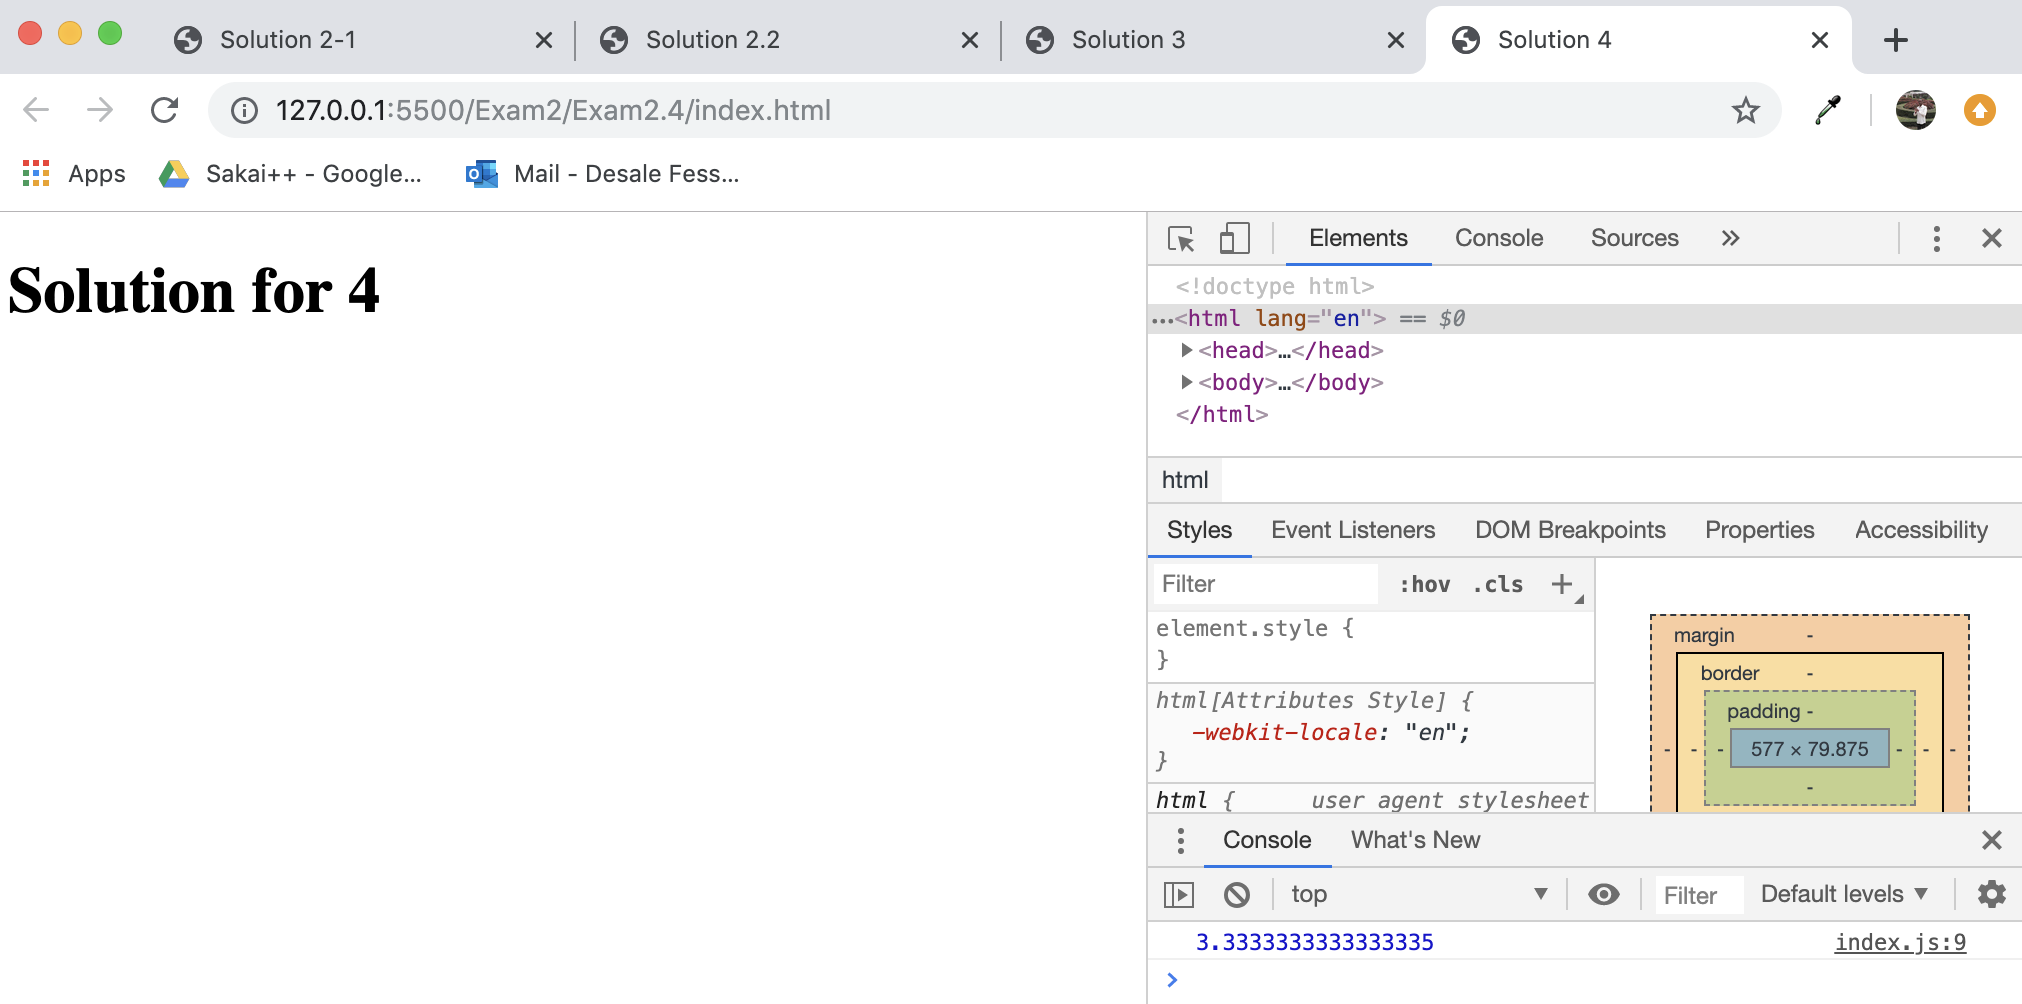 Solution 2-1
Solution 2.2
Solution 3
Solution 4
127.0.0.1:5500/Exam2/Exam2.4/index.html
Apps
Sakai++ - Google...
Mail - Desale Fess...
Solution for 4
Elements Console Sources
<!doctype html>
...<html lang="en"> == $0
<head>…</head>
<body>…</body>
</html>
html
Styles Event Listeners DOM Breakpoints Properties Accessibility
Filter :hov .cls +
element.style {
}
html[Attributes Style] {
-webkit-locale: "en";
}
html { user agent stylesheet
margin -
border -
padding -
- - - 577 × 79.875 - - -
-
Console What's New
top Filter Default levels
3.3333333333333335 index.js:9